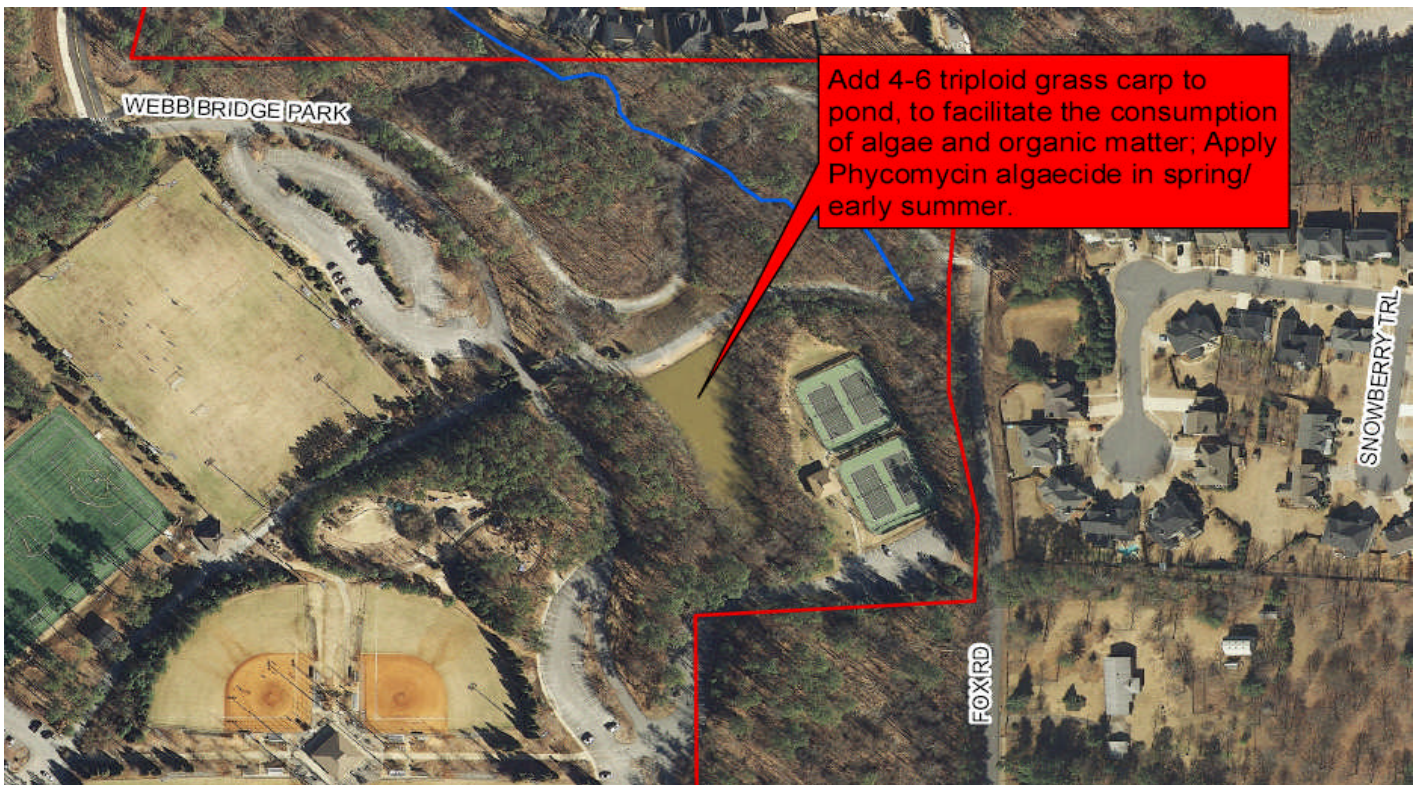 Add 4-6 triploid grass carp to
pond, to facilitate the consumption
of algae and organic matter; Apply
Phycomycin algaecide in spring/
early summer.
WEBB BRIDGE PARK
SNOWBERRY TRL
FOX RD